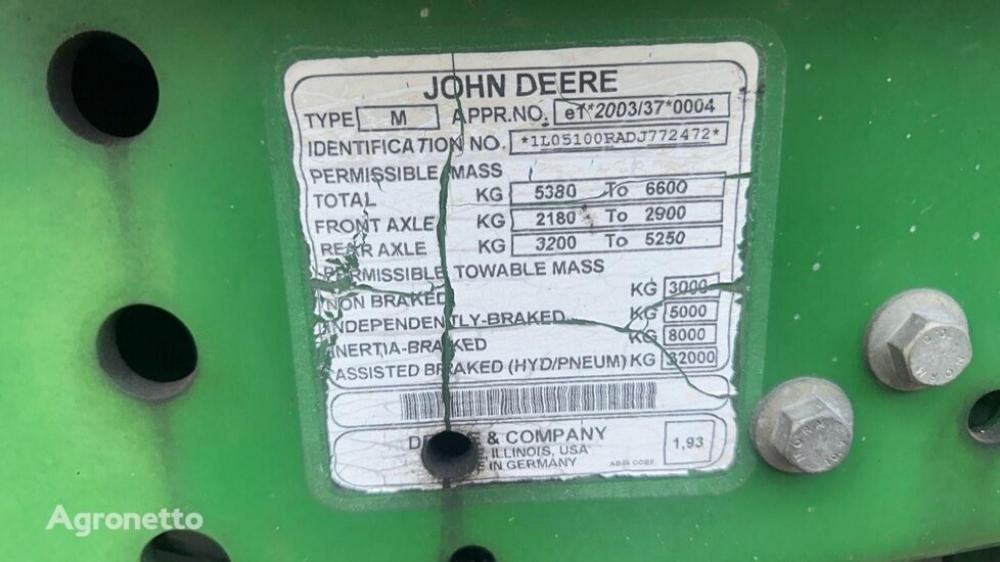 JOHN DEERE
TYPE M APPR.NO. e1*2003/37*0004
IDENTIFICATION NO. *1L05100RADJ772472*
PERMISSIBLE MASS
TOTAL KG 5380 To 6600
FRONT AXLE KG 2180 To 2900
REAR AXLE KG 3200 To 5250
PERMISSIBLE TOWABLE MASS
NON BRAKED KG 3000
INDEPENDENTLY-BRAKED KG 5000
INERTIA-BRAKED KG 8000
ASSISTED BRAKED (HYD/PNEUM) KG 32000
& COMPANY
ILLINOIS, USA
IN GERMANY
1,93
Agronetto